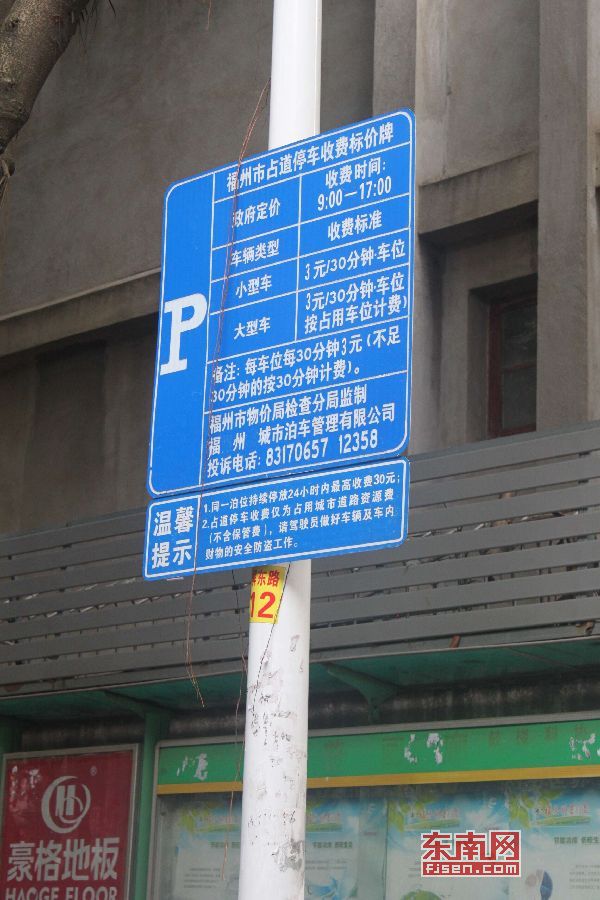 福州市占道停车收费标价牌
P
政府定价
收费时间:
9:00—17:00
车辆类型
收费标准
小型车
3元/30分钟·车位
大型车
3元/30分钟·车位
按占用车位计费)
备注: 每车位每30分钟3元(不足
30分钟的按30分钟计费)。
福州市物价局检查分局监制
福 州 城市泊车管理有限公司
投诉电话: 83170657 12358
温馨
提示
1.同一泊位持续停放24小时内最高收费30元;
2.占道停车收费仅为占用城市道路资源费
(不含保管费), 请驾驶员做好车辆及车内
财物的安全防盗工作。
东路
12
豪格地板
HAOGE FLOOR
东南网
fjsen.com